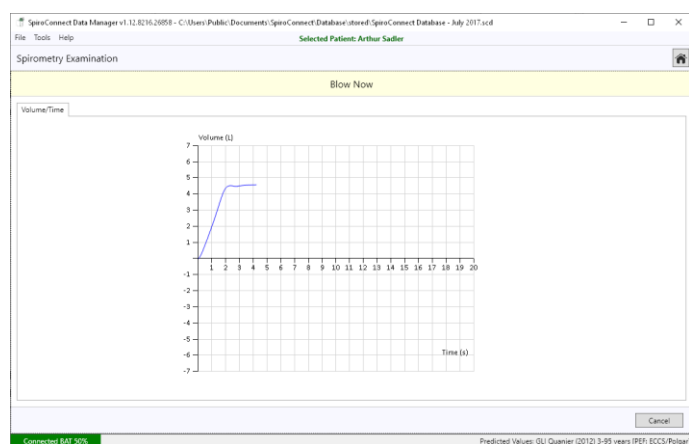 SpiroConnect Data Manager v1.12.8216.26858 - C:\Users\Public\Documents\SpiroConnect\Database\stored\SpiroConnect Database - July 2017.scd
File Tools Help
Selected Patient: Arthur Sadler
Spirometry Examination
Blow Now
Volume/Time
Volume (L)
7
6
5
4
3
2
1
1 2 3 4 5 6 7 8 9 10 11 12 13 14 15 16 17 18 19 20
-1
-2
-3
-4
-5
-6
Time (s)
-7
Cancel
Connected BAT 50%
Predicted Values: GLI Quanjer (2012) 3-95 years [PEF: ECCS/Polgar]